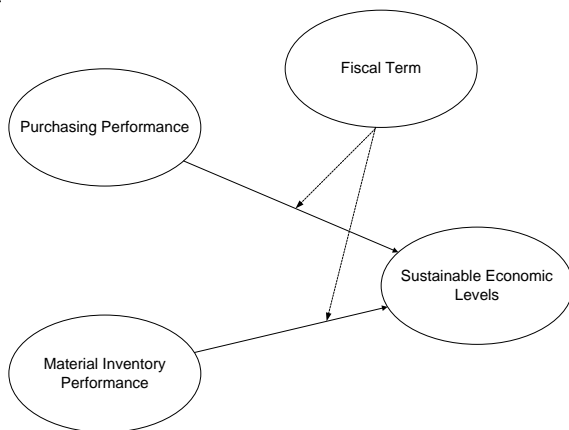 Fiscal Term
Purchasing Performance
Sustainable Economic
Levels
Material Inventory
Performance